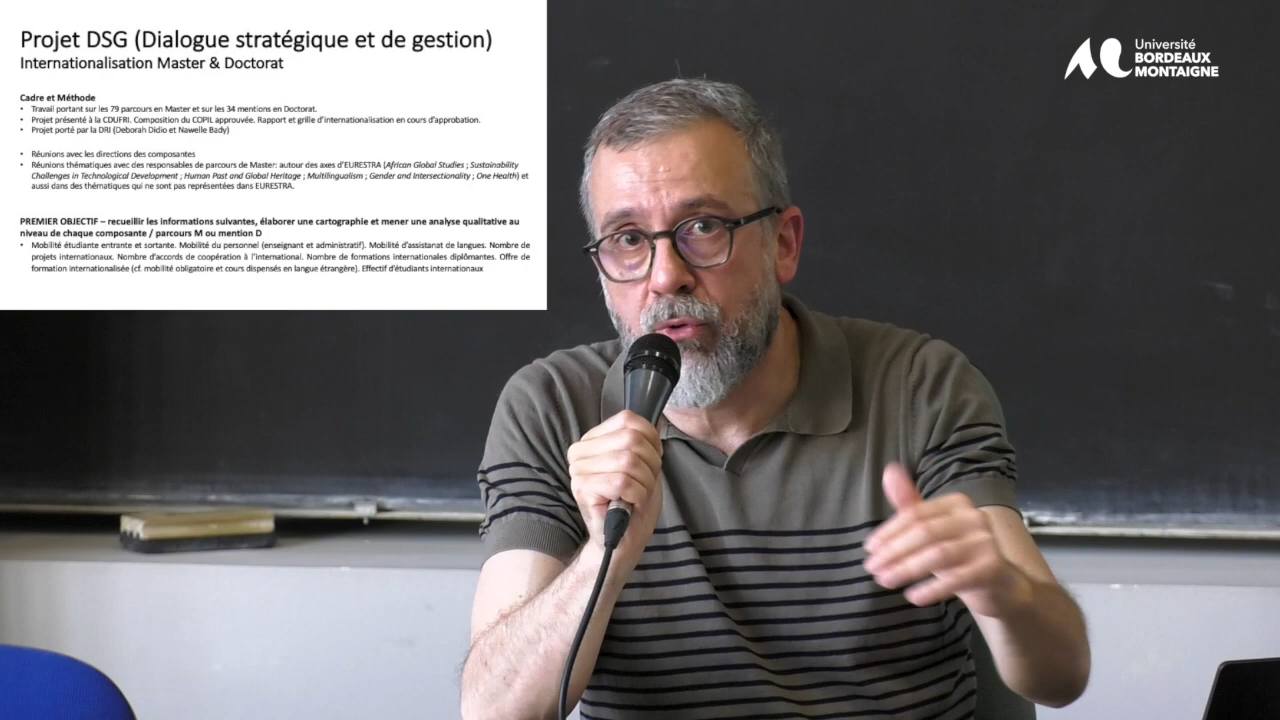 Projet DSG (Dialogue stratégique et de gestion)
Internationalisation Master & Doctorat
Cadre et Méthode
• Travail portant sur les 79 parcours en Master et sur les 34 mentions en Doctorat.
• Projet présenté à la CDUFRI. Composition du COPIL approuvée. Rapport et grille d'internationalisation en cours d'approbation.
• Projet porté par la DRI (Deborah Didio et Nawelle Bady)
• Réunions avec les directions des composantes
• Réunions thématiques avec des responsables de parcours de Master: autour des axes d'EURESTRA (African Global Studies ; Sustainability
Challenges in Technological Development ; Human Past and Global Heritage ; Multilingualism ; Gender and Intersectionality ; One Health) et
aussi dans des thématiques qui ne sont pas représentées dans EURESTRA.
PREMIER OBJECTIF – recueillir les informations suivantes, élaborer une cartographie et mener une analyse qualitative au
niveau de chaque composante / parcours M ou mention D
• Mobilité étudiante entrante et sortante. Mobilité du personnel (enseignant et administratif). Mobilité d'assistanat de langues. Nombre de
projets internationaux. Nombre d'accords de coopération à l'international. Nombre de formations internationales diplômantes. Offre de
formation internationalisée (cf. mobilité obligatoire et cours dispensés en langue étrangère). Effectif d'étudiants internationaux
Université
BORDEAUX
MONTAIGNE